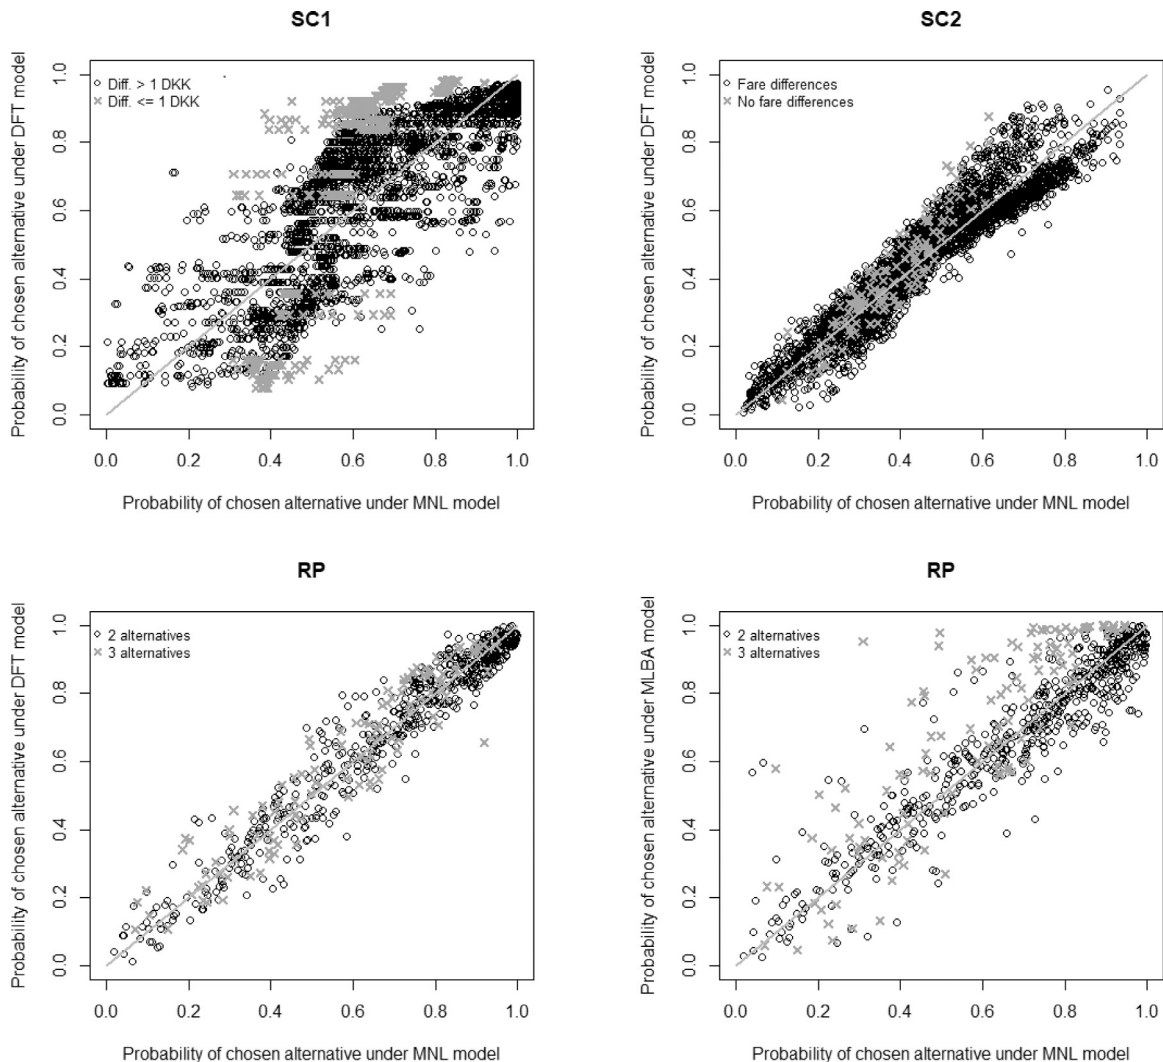 SC1
Probability of chosen alternative under DFT model
1.0
0.8
0.6
0.4
0.2
0.0
Diff. > 1 DKK
Diff. <= 1 DKK
0.0 0.2 0.4 0.6 0.8 1.0
Probability of chosen alternative under MNL model
SC2
Probability of chosen alternative under DFT model
1.0
0.8
0.6
0.4
0.2
0.0
Fare differences
No fare differences
0.0 0.2 0.4 0.6 0.8 1.0
Probability of chosen alternative under MNL model
RP
Probability of chosen alternative under DFT model
1.0
0.8
0.6
0.4
0.2
0.0
2 alternatives
3 alternatives
0.0 0.2 0.4 0.6 0.8 1.0
Probability of chosen alternative under MNL model
RP
Probability of chosen alternative under MLBA model
1.0
0.8
0.6
0.4
0.2
0.0
2 alternatives
3 alternatives
0.0 0.2 0.4 0.6 0.8 1.0
Probability of chosen alternative under MNL model